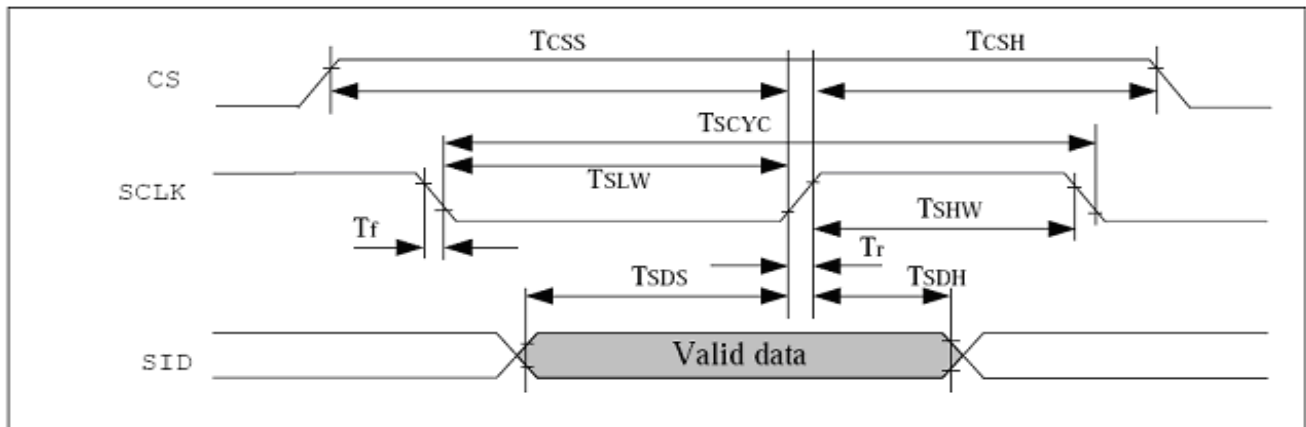 TCSS
TCSH
CS
TSCYC
TSLW
SCLK
TSHW
Tf
Tr
TSDS
TSDH
Valid data
SID